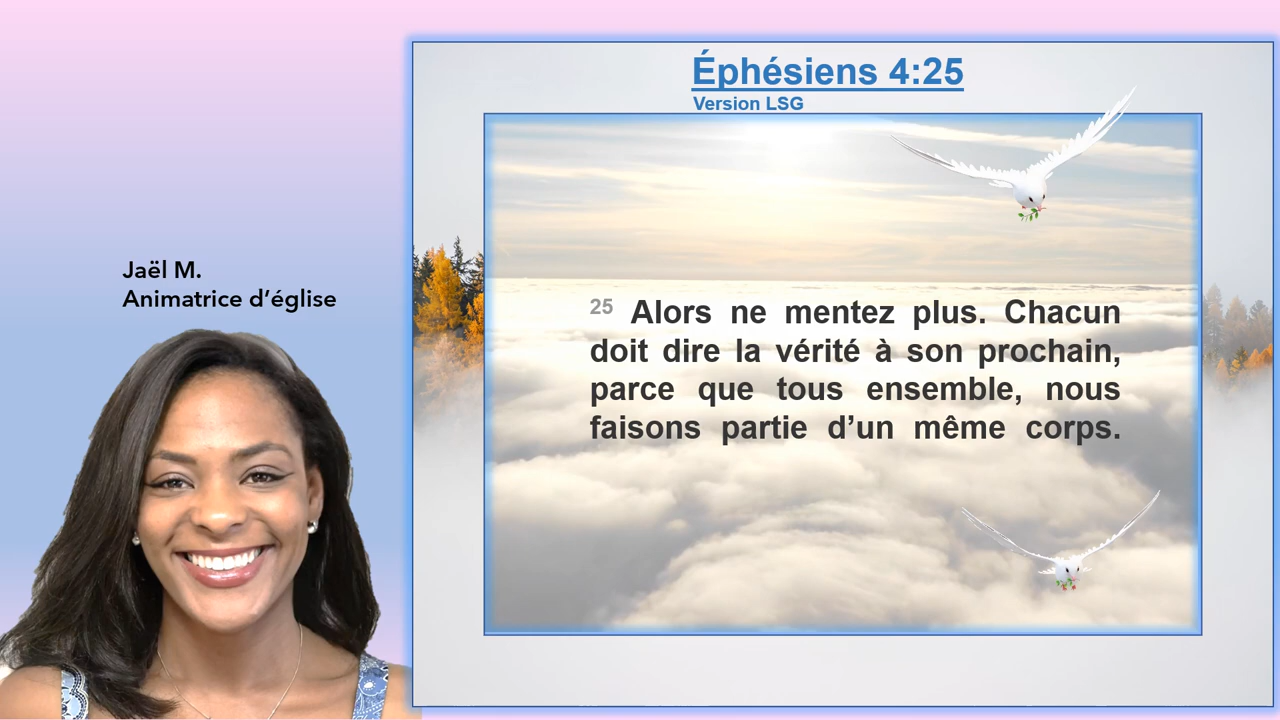 Éphésiens 4:25
Version LSG
Jaël M.
Animatrice d’église
25 Alors ne mentez plus. Chacun
doit dire la vérité à son prochain,
parce que tous ensemble, nous
faisons partie d’un même corps.